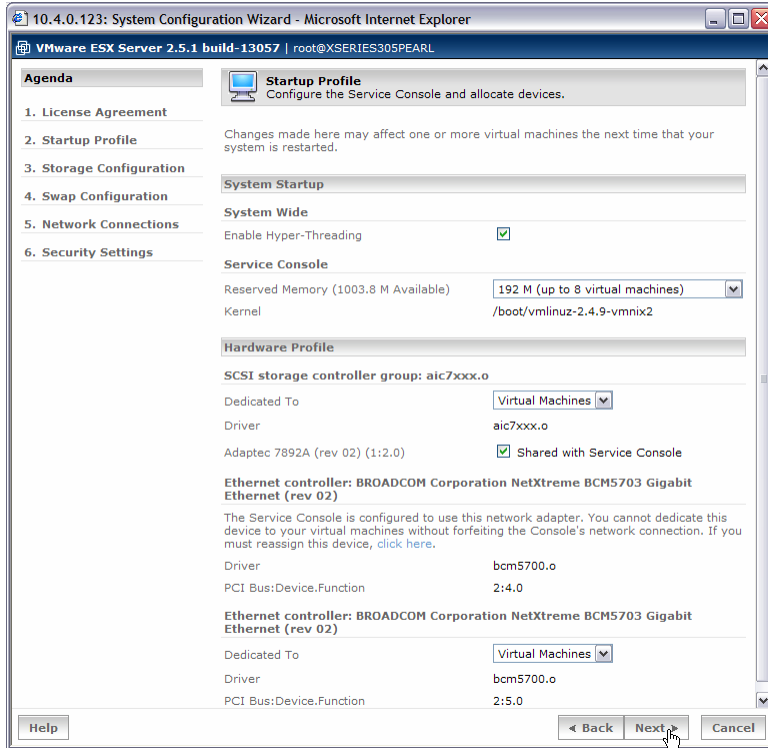 10.4.0.123: System Configuration Wizard - Microsoft Internet Explorer
VMware ESX Server 2.5.1 build-13057 | root@XSERIES305PEARL
Agenda
1. License Agreement
2. Startup Profile
3. Storage Configuration
4. Swap Configuration
5. Network Connections
6. Security Settings
Startup Profile
Configure the Service Console and allocate devices.
Changes made here may affect one or more virtual machines the next time that your
system is restarted.
System Startup
System Wide
Enable Hyper-Threading
Service Console
Reserved Memory (1003.8 M Available) 192 M (up to 8 virtual machines)
Kernel /boot/vmlinuz-2.4.9-vmnix2
Hardware Profile
SCSI storage controller group: aic7xxx.o
Dedicated To Virtual Machines
Driver aic7xxx.o
Adaptec 7892A (rev 02) (1:2.0) Shared with Service Console
Ethernet controller: BROADCOM Corporation NetXtreme BCM5703 Gigabit
Ethernet (rev 02)
The Service Console is configured to use this network adapter. You cannot dedicate this
device to your virtual machines without forfeiting the Console's network connection. If you
must reassign this device, click here.
Driver bcm5700.o
PCI Bus:Device.Function 2:4.0
Ethernet controller: BROADCOM Corporation NetXtreme BCM5703 Gigabit
Ethernet (rev 02)
Dedicated To Virtual Machines
Driver bcm5700.o
PCI Bus:Device.Function 2:5.0
Help Back Next Cancel